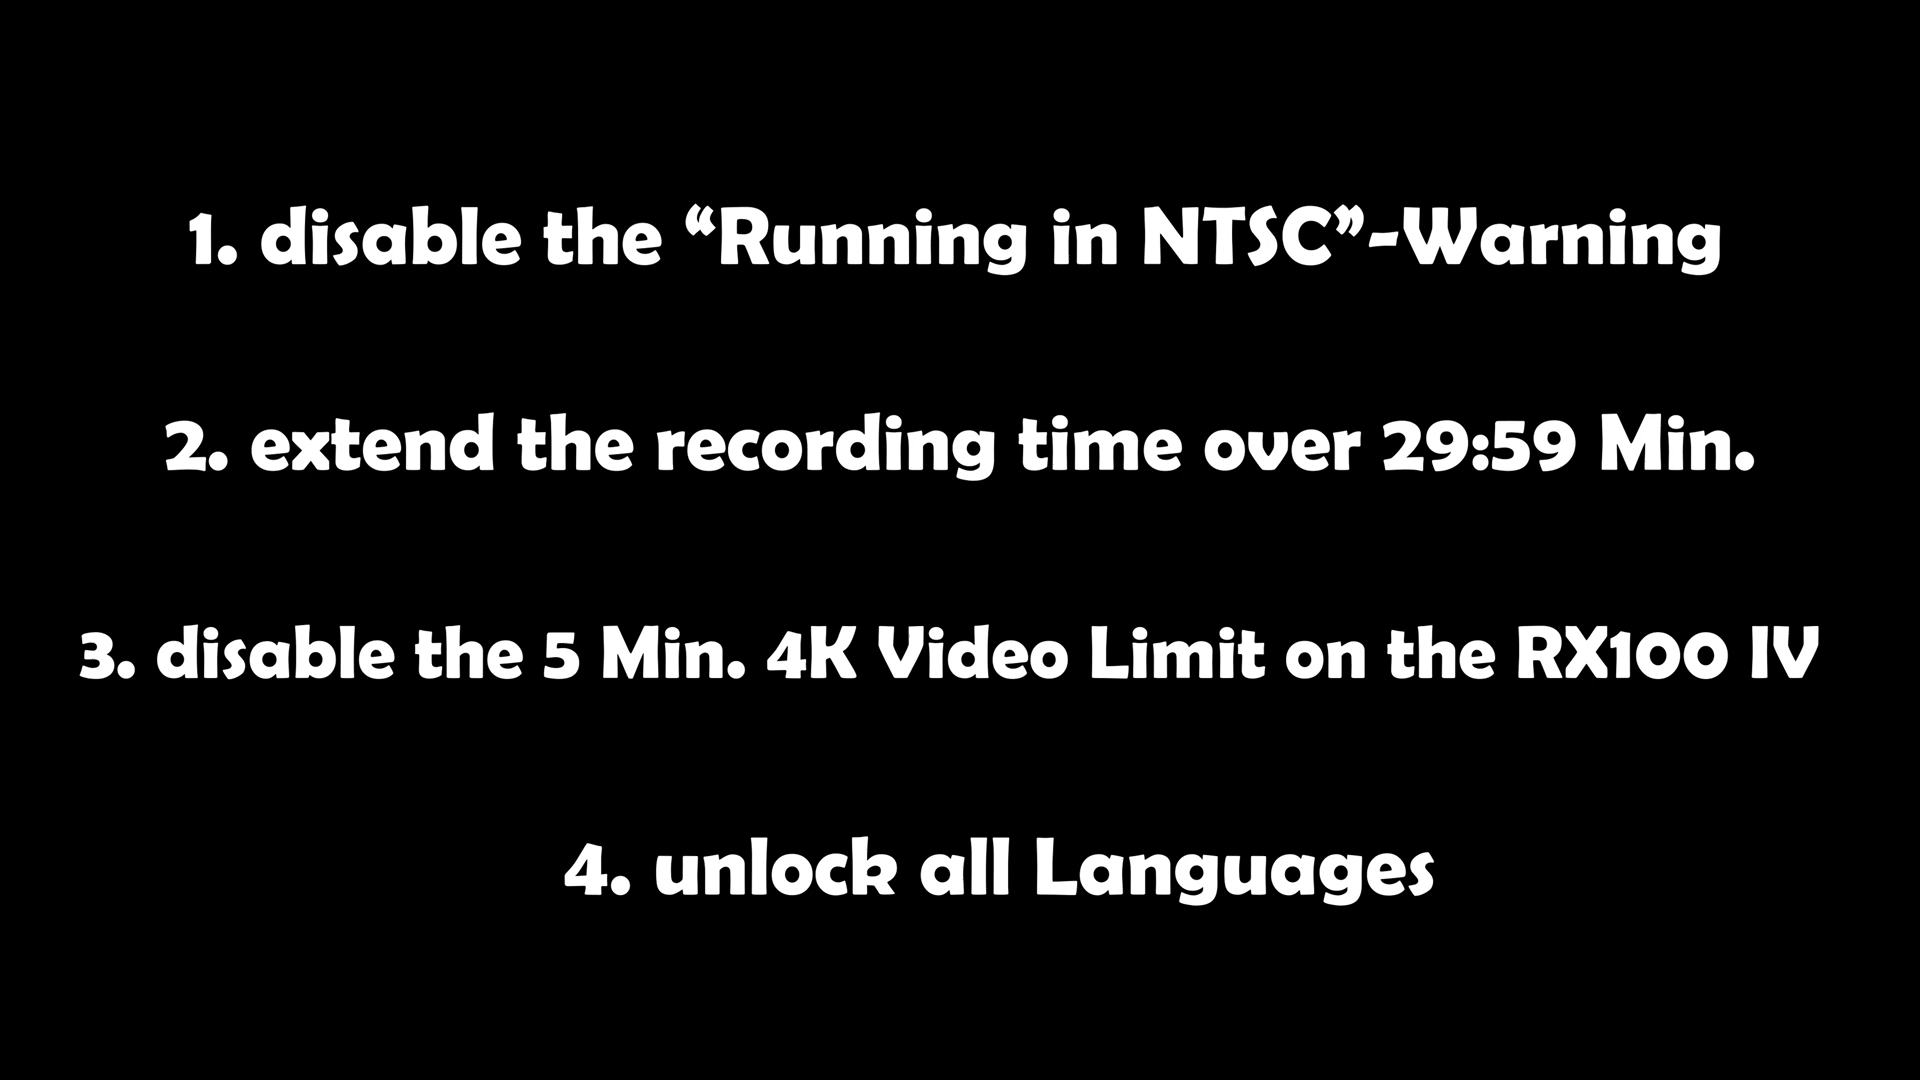 1. disable the “Running in NTSC”-Warning
2. extend the recording time over 29:59 Min.
3. disable the 5 Min. 4K Video Limit on the RX100 IV
4. unlock all Languages